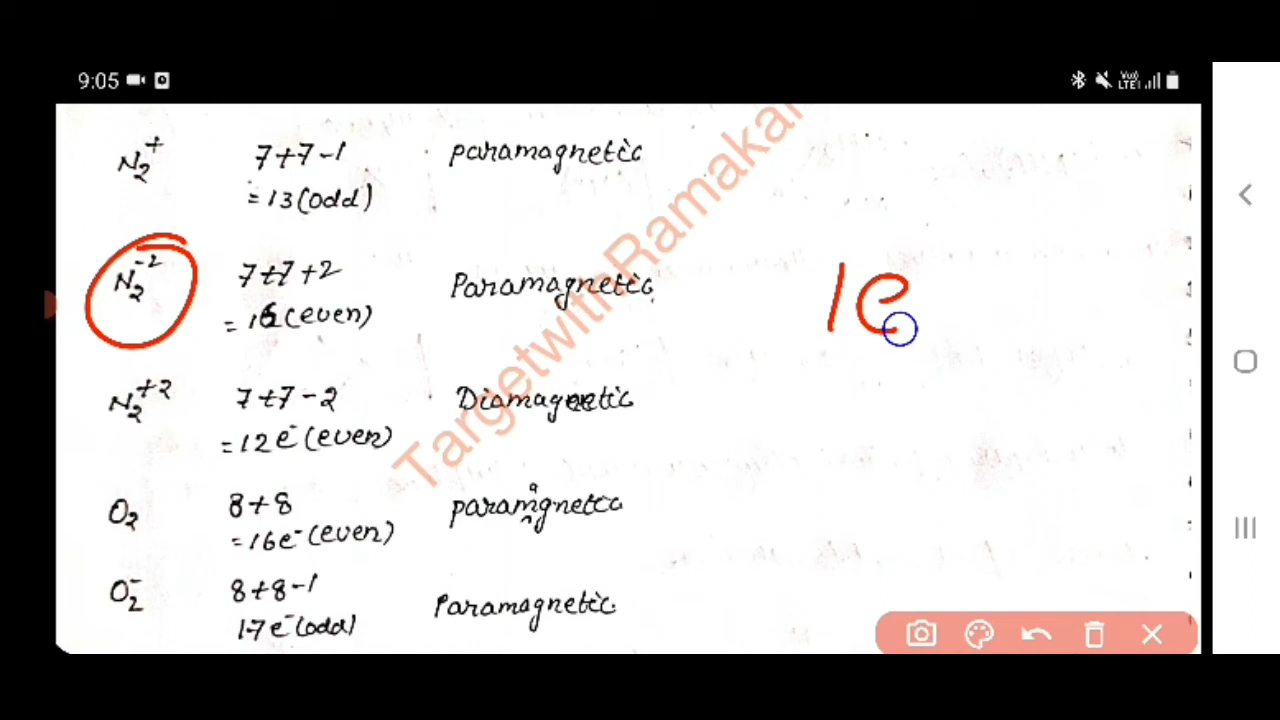 9:05
Vo) LTE1
N₂⁺ 7+7-1 paramagnetic
= 13(odd)
N₂⁻² 7+7+2 Paramagnetic
= 16(even)
N₂⁺² 7+7-2 Diamagnetic
= 12e⁻(even)
O₂ 8+8 paramagnetic
= 16e⁻(even)
O₂⁻ 8+8-1 Paramagnetic
17e⁻(odd)
TargetwithRamakar
16